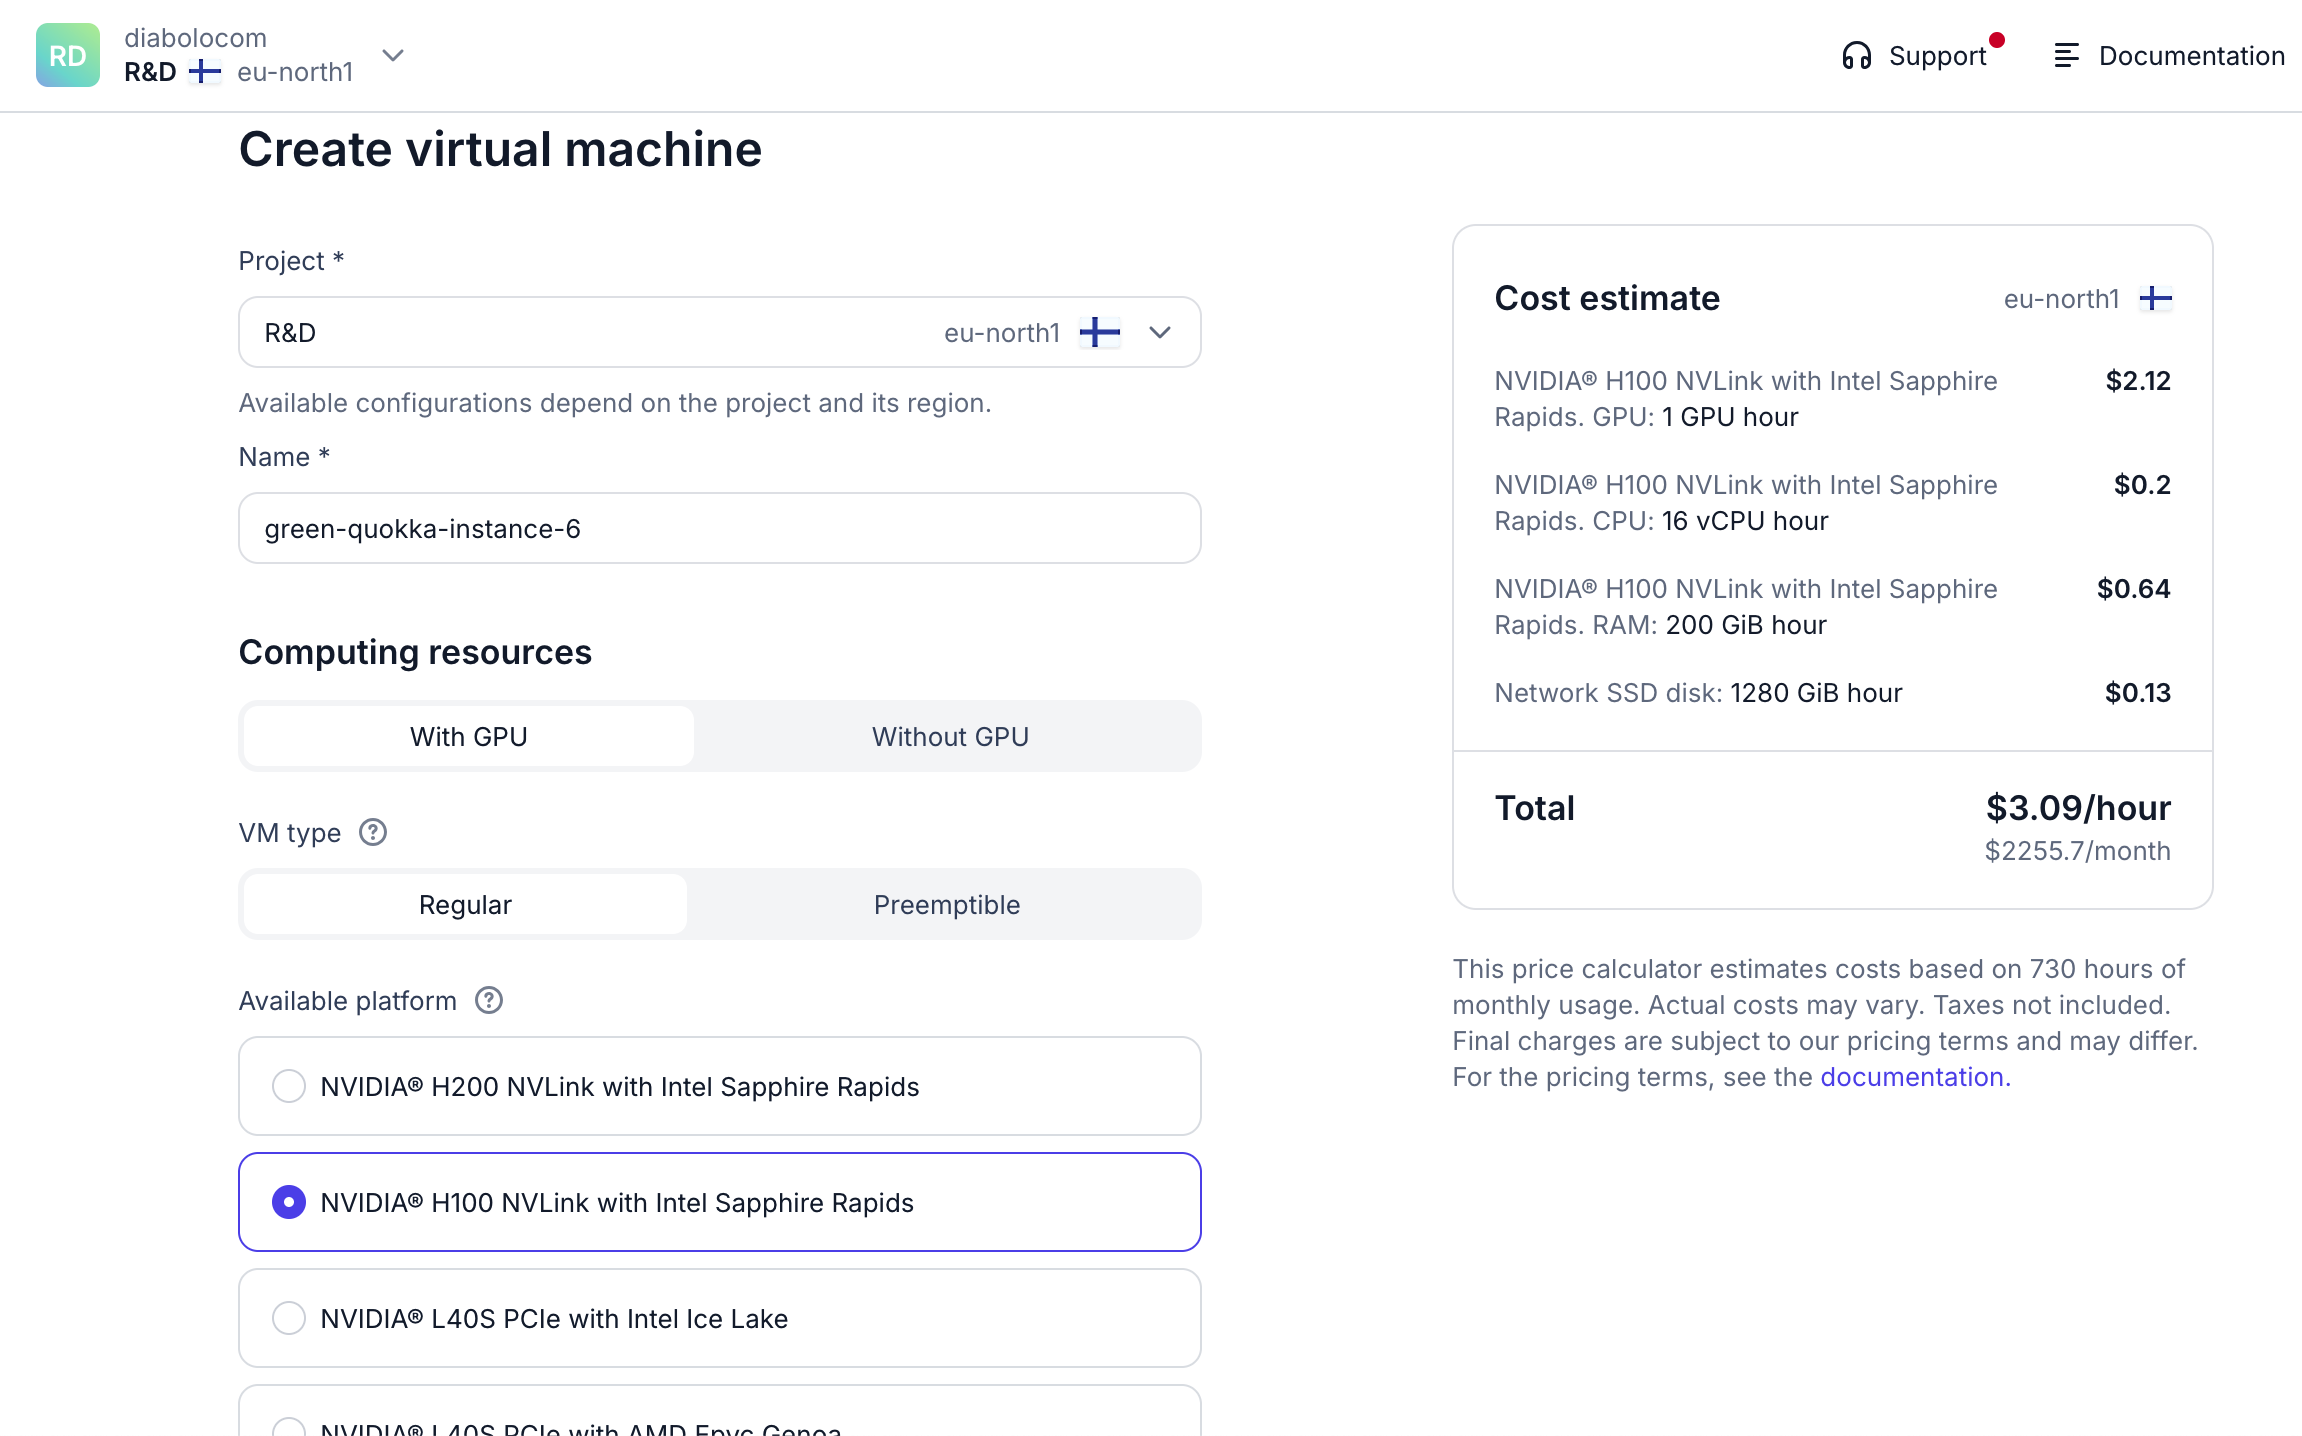 RD
diabolocom
R&D eu-north1
Support
Documentation
Create virtual machine
Project *
R&D eu-north1
Available configurations depend on the project and its region.
Name *
green-quokka-instance-6
Computing resources
With GPU
Without GPU
VM type ?
Regular
Preemptible
Available platform ?
NVIDIA® H200 NVLink with Intel Sapphire Rapids
NVIDIA® H100 NVLink with Intel Sapphire Rapids
NVIDIA® L40S PCIe with Intel Ice Lake
NVIDIA® L40S PCIe with AMD Epyc Genoa
Cost estimate eu-north1
NVIDIA® H100 NVLink with Intel Sapphire $2.12
Rapids. GPU: 1 GPU hour
NVIDIA® H100 NVLink with Intel Sapphire $0.2
Rapids. CPU: 16 vCPU hour
NVIDIA® H100 NVLink with Intel Sapphire $0.64
Rapids. RAM: 200 GiB hour
Network SSD disk: 1280 GiB hour $0.13
Total $3.09/hour
$2255.7/month
This price calculator estimates costs based on 730 hours of
monthly usage. Actual costs may vary. Taxes not included.
Final charges are subject to our pricing terms and may differ.
For the pricing terms, see the documentation.